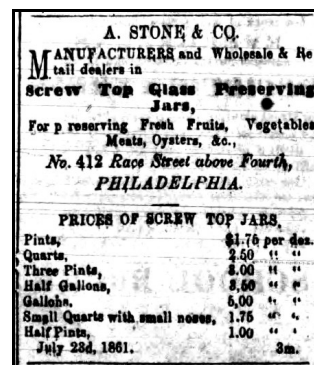 A. STONE & CO.
MANUFACTURERS and Wholesale & Re
tail dealers in
Screw Top Glass Preserving
Jars,
For p reserving Fresh Fruits, Vegetables
Meats, Oysters, &c.,
No. 412 Race Street above Fourth,
PHILADELPHIA.
PRICES OF SCREW TOP JARS.
Pints, $1.75 per doz.
Quarts, 2.50 " "
Three Pints, 3.00 " "
Half Gallons, 3.50 " "
Gallons, 5,00 " "
Small Quarts with small noses, 1.75 " "
Half Pints, 1.00 " "
July 23d, 1861. 3m.